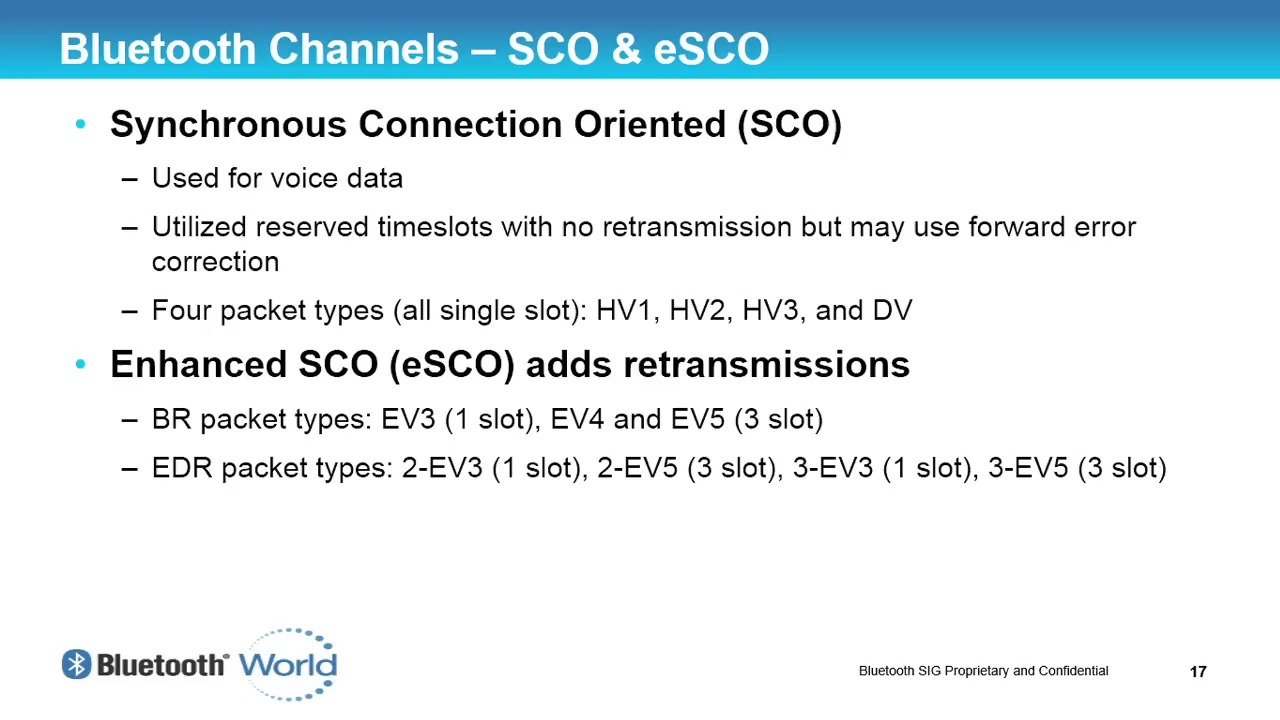 Bluetooth Channels – SCO & eSCO
• Synchronous Connection Oriented (SCO)
– Used for voice data
– Utilized reserved timeslots with no retransmission but may use forward error
correction
– Four packet types (all single slot): HV1, HV2, HV3, and DV
• Enhanced SCO (eSCO) adds retransmissions
– BR packet types: EV3 (1 slot), EV4 and EV5 (3 slot)
– EDR packet types: 2-EV3 (1 slot), 2-EV5 (3 slot), 3-EV3 (1 slot), 3-EV5 (3 slot)
Bluetooth® World
Bluetooth SIG Proprietary and Confidential
17